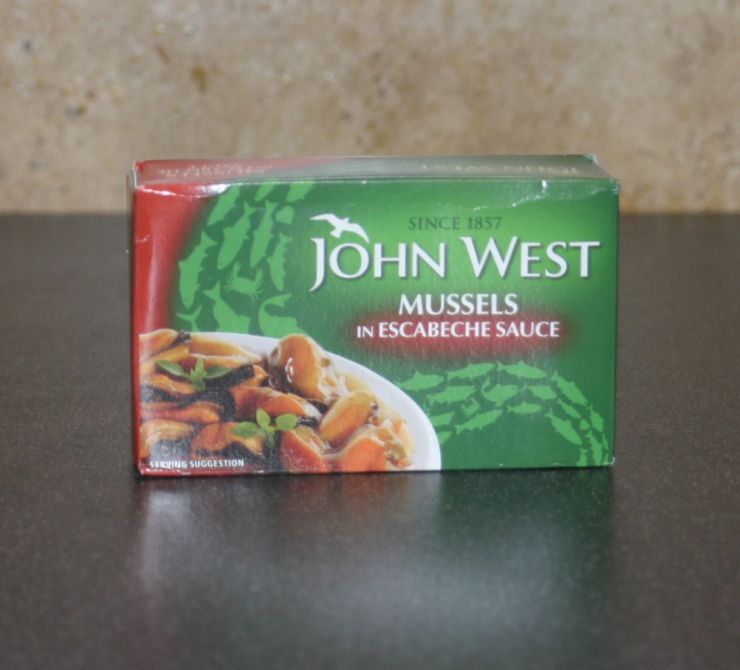 SINCE 1857
JOHN WEST
MUSSELS
IN ESCABECHE SAUCE
SERVING SUGGESTION